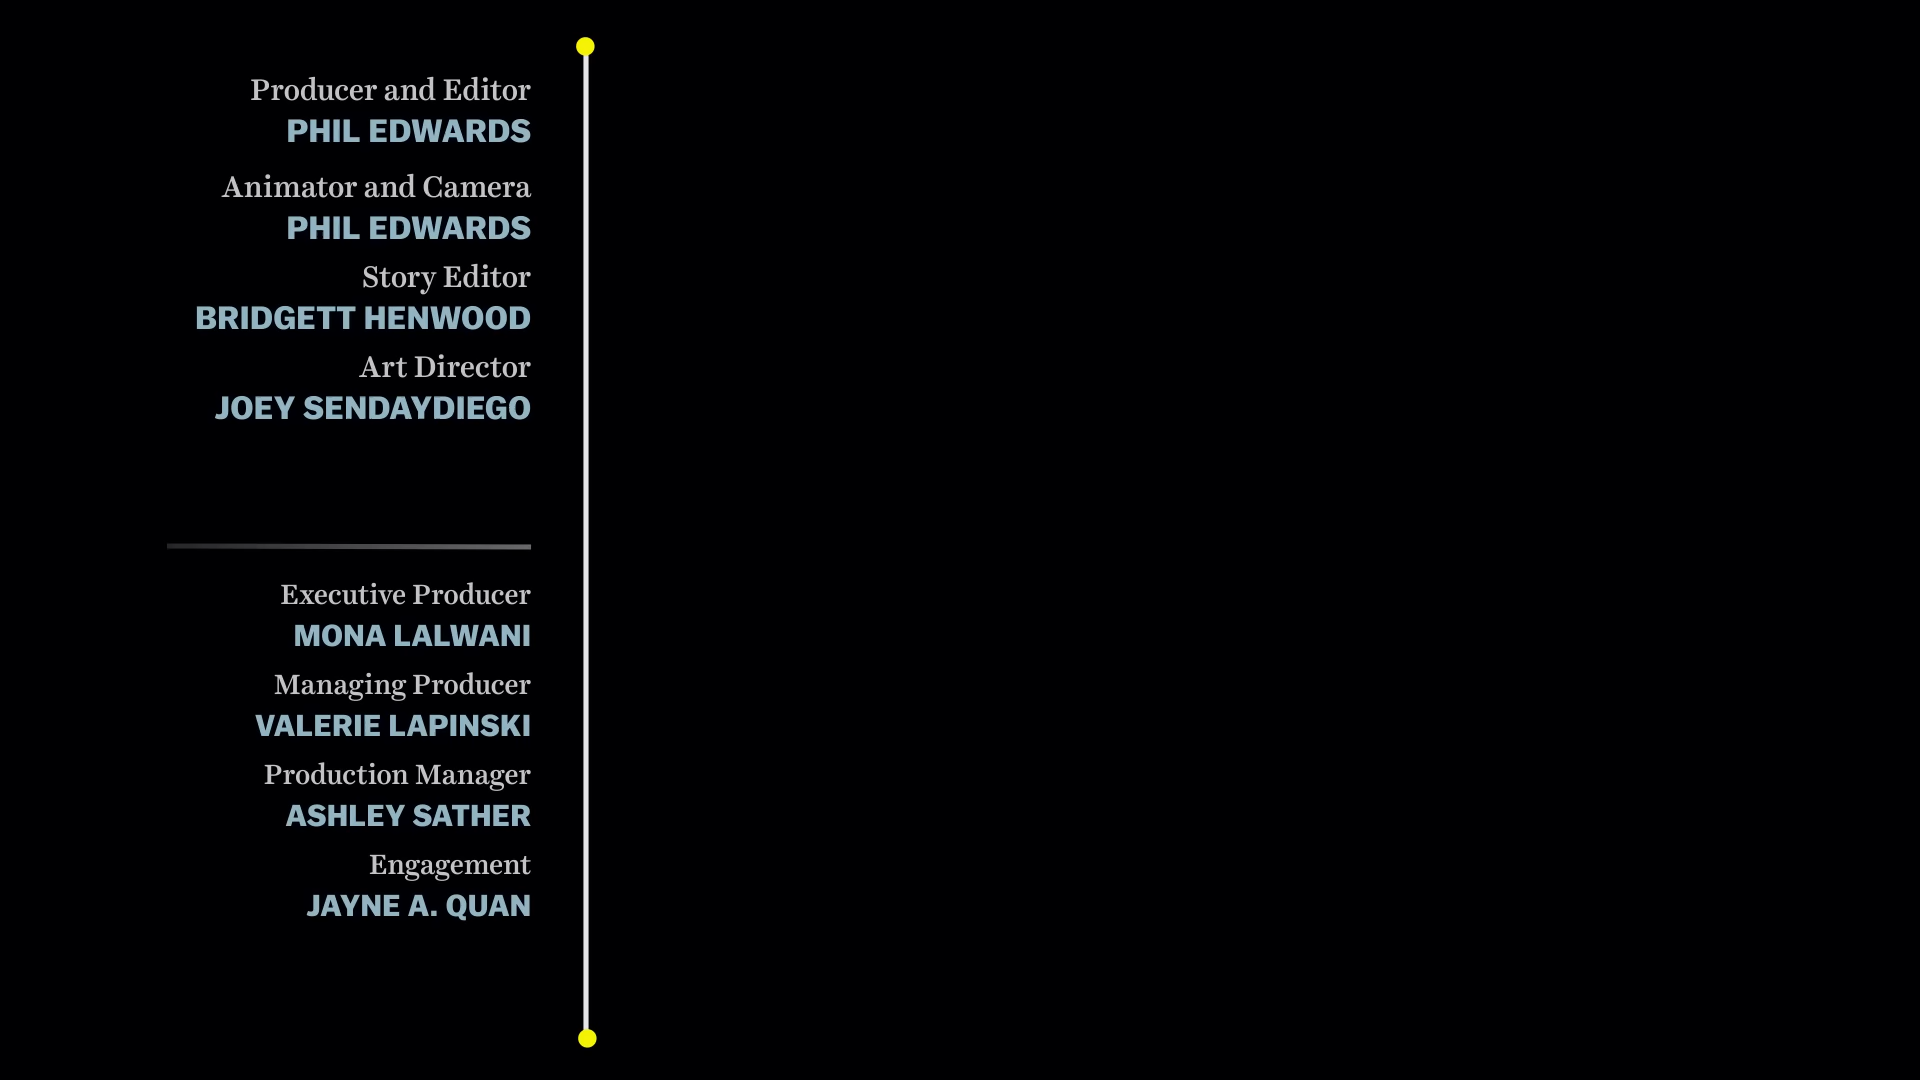 Producer and Editor
PHIL EDWARDS
Animator and Camera
PHIL EDWARDS
Story Editor
BRIDGETT HENWOOD
Art Director
JOEY SENDAYDIEGO
Executive Producer
MONA LALWANI
Managing Producer
VALERIE LAPINSKI
Production Manager
ASHLEY SATHER
Engagement
JAYNE A. QUAN